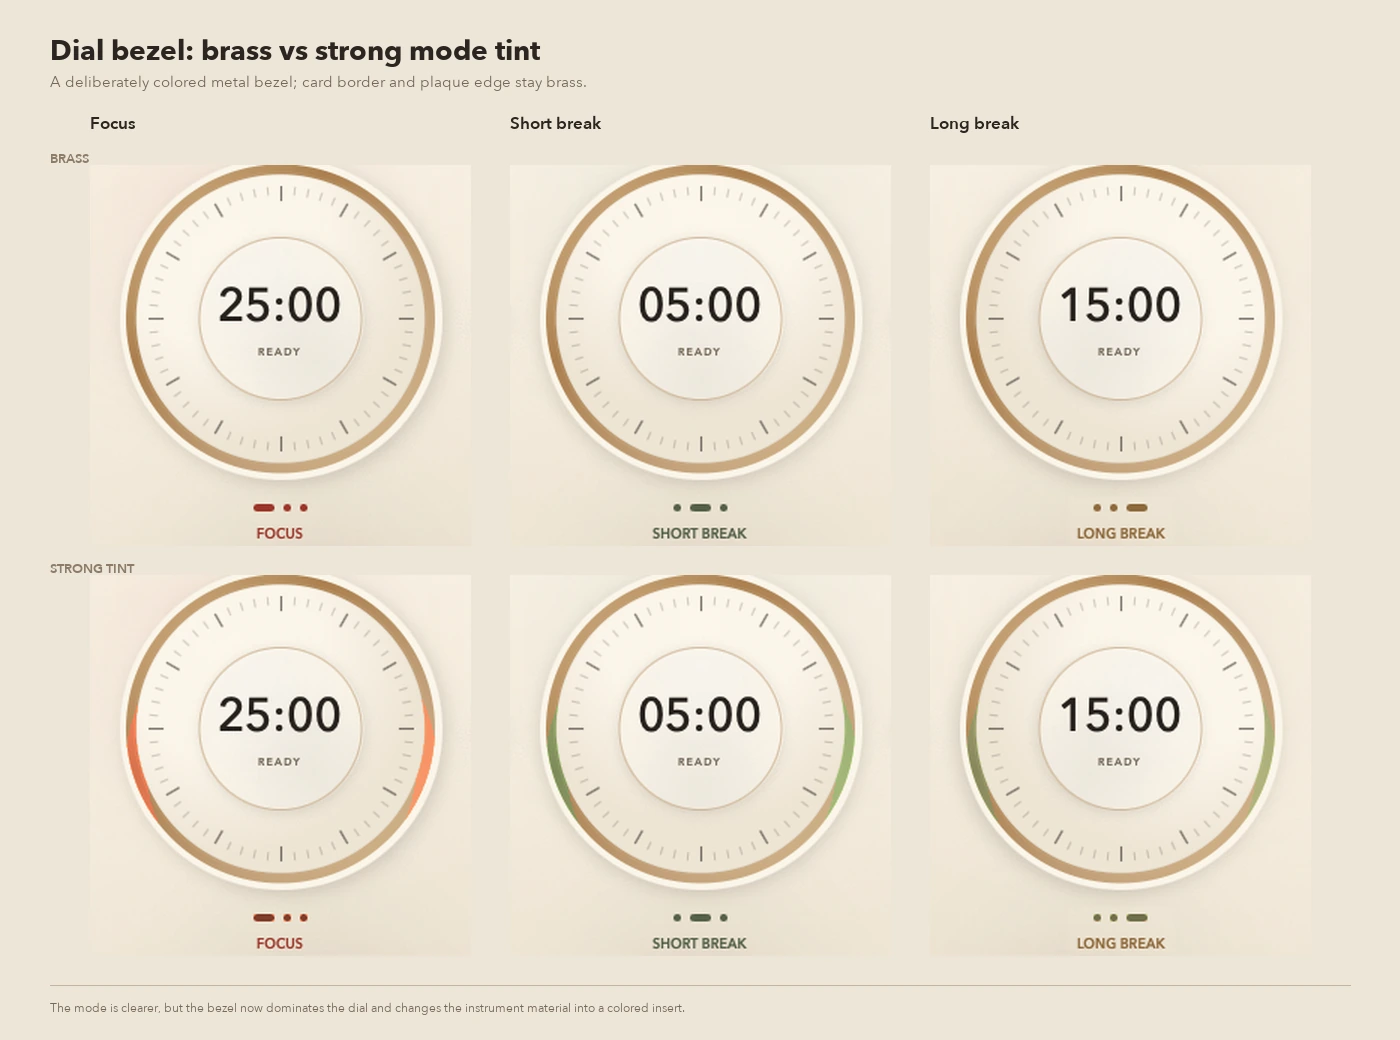 Dial bezel: brass vs strong mode tint
A deliberately colored metal bezel; card border and plaque edge stay brass.
Focus
Short break
Long break
BRASS
25:00
READY
FOCUS
05:00
READY
SHORT BREAK
15:00
READY
LONG BREAK
STRONG TINT
25:00
READY
FOCUS
05:00
READY
SHORT BREAK
15:00
READY
LONG BREAK
The mode is clearer, but the bezel now dominates the dial and changes the instrument material into a colored insert.